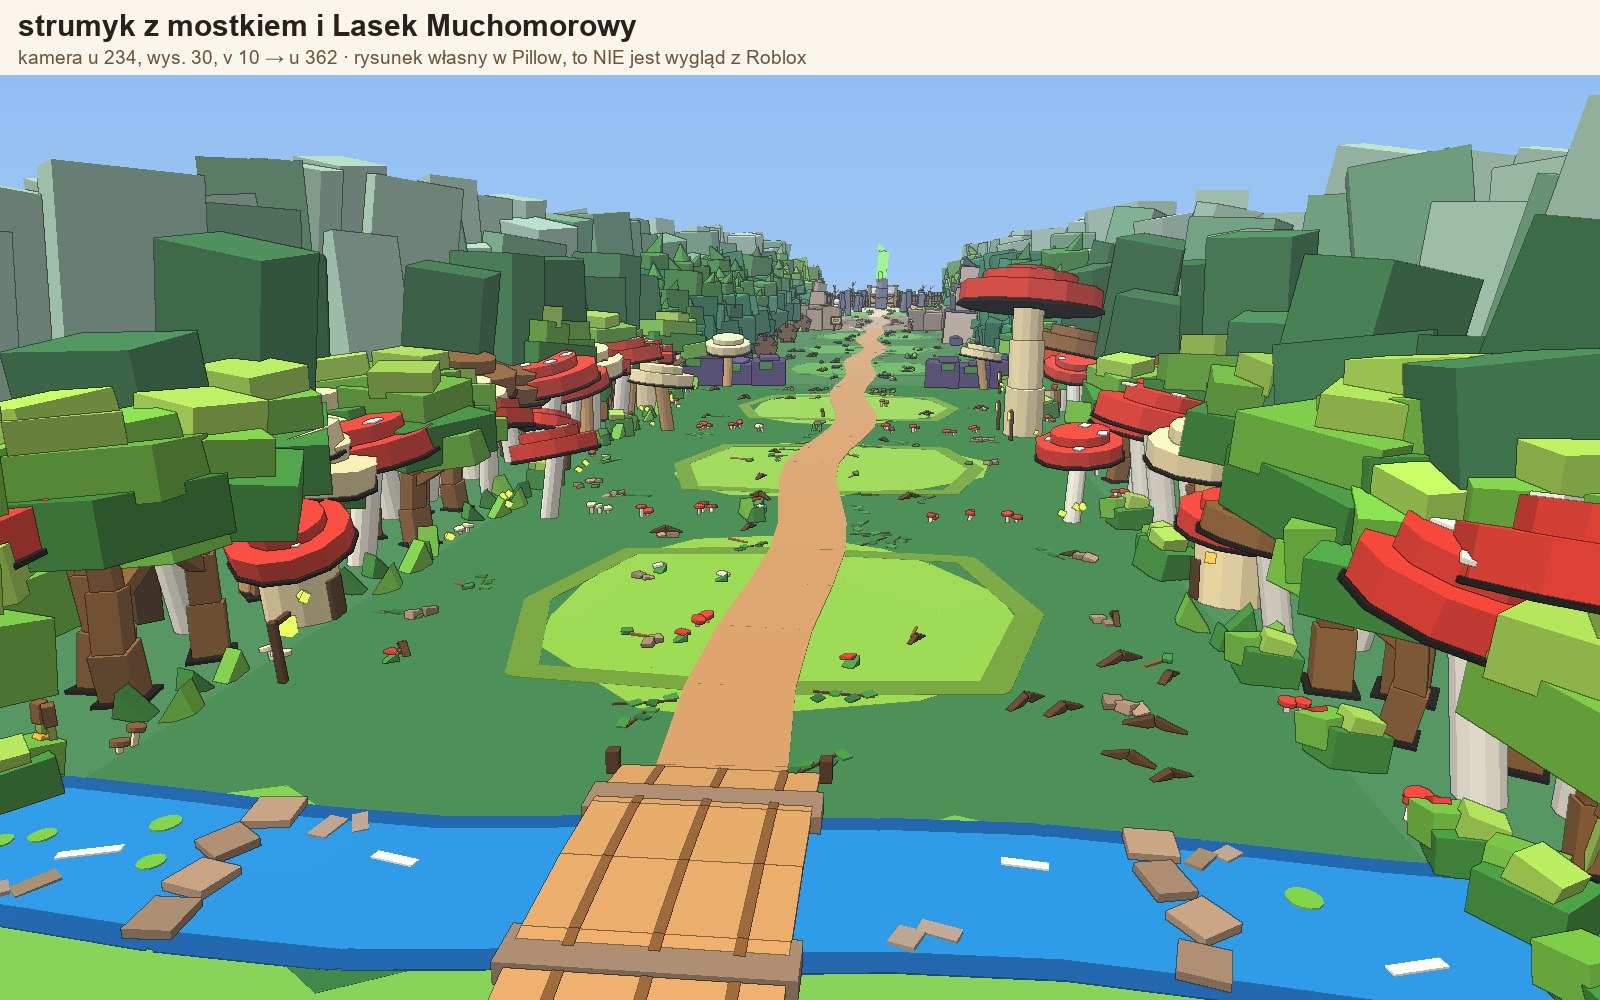 strumyk z mostkiem i Lasek Muchomorowy
kamera u 234, wys. 30, v 10 → u 362 · rysunek własny w Pillow, to NIE jest wygląd z Roblox